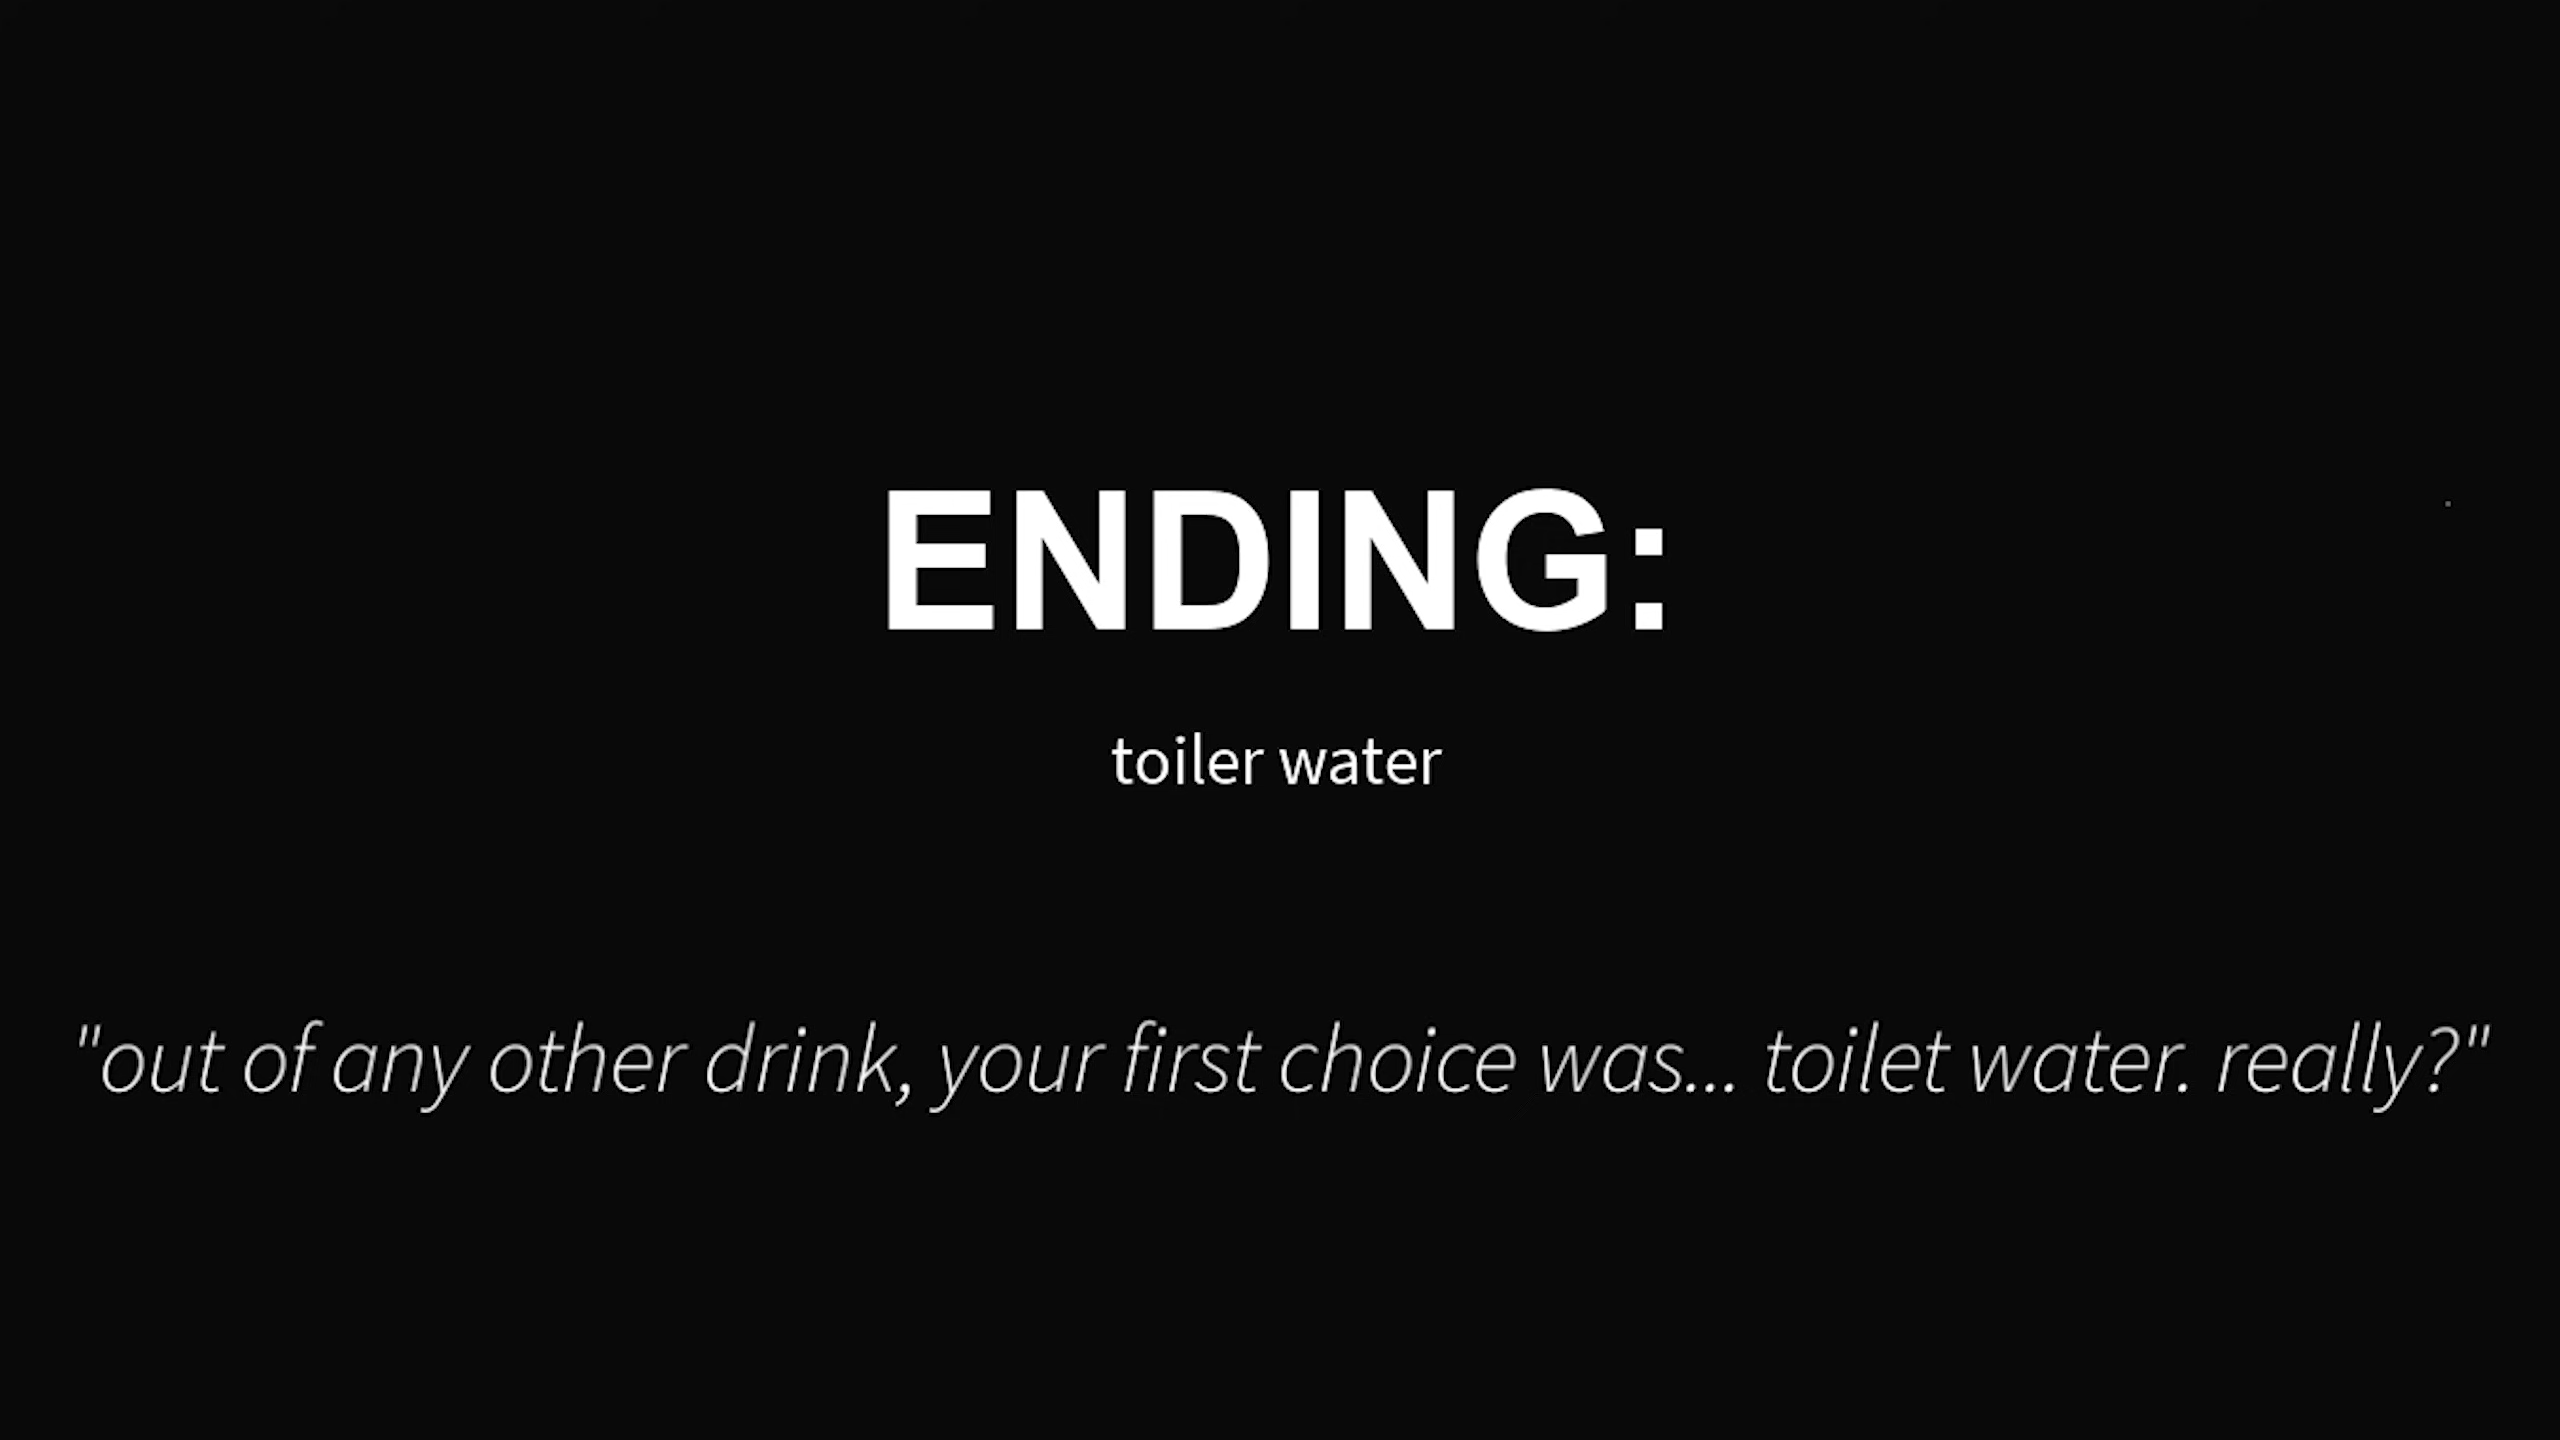 ENDING:
toiler water
"out of any other drink, your first choice was... toilet water. really?"